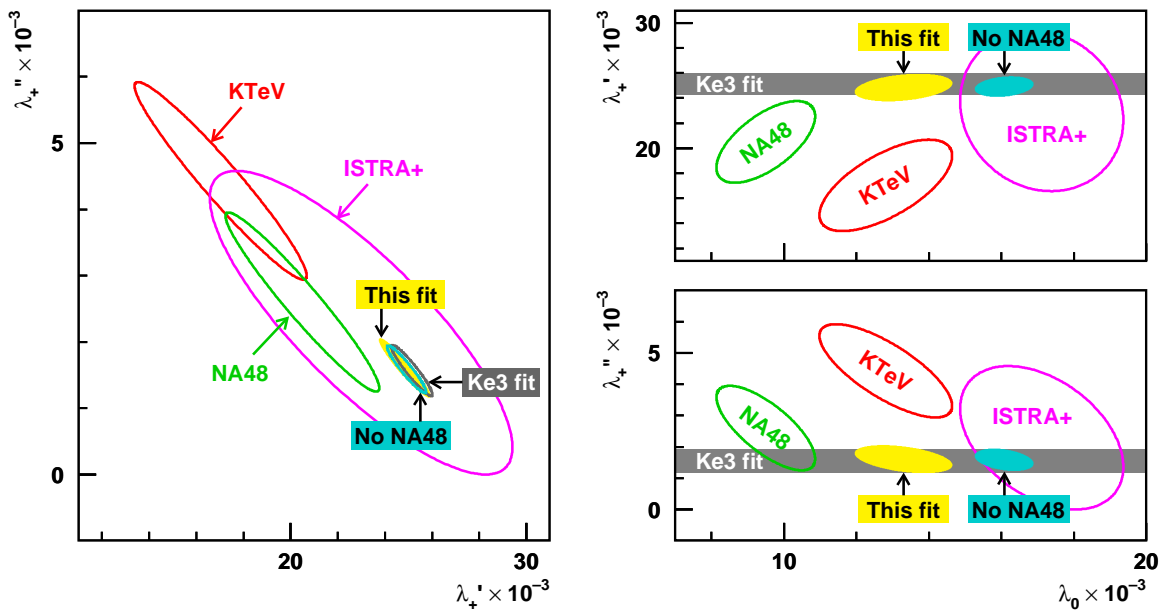 λ₊'' × 10⁻³
5
0
20
30
λ₊' × 10⁻³
KTeV
ISTRA+
NA48
This fit
Ke3 fit
No NA48
λ₊' × 10⁻³
30
20
10
This fit
No NA48
Ke3 fit
NA48
KTeV
ISTRA+
λ₊'' × 10⁻³
5
0
KTeV
NA48
ISTRA+
Ke3 fit
This fit
No NA48
10
20
λ₀ × 10⁻³